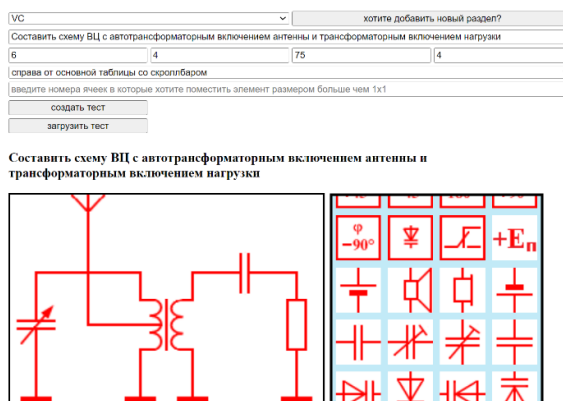 VC
хотите добавить новый раздел?
Составить схему ВЦ с автотрансформаторным включением антенны и трансформаторным включением нагрузки
6 4 75 4
справа от основной таблицы со скроллбаром
введите номера ячеек в которые хотите поместить элемент размером больше чем 1x1
создать тест
загрузить тест
Составить схему ВЦ с автотрансформаторным включением антенны и
трансформаторным включением нагрузки
φ
−90°
+Eп